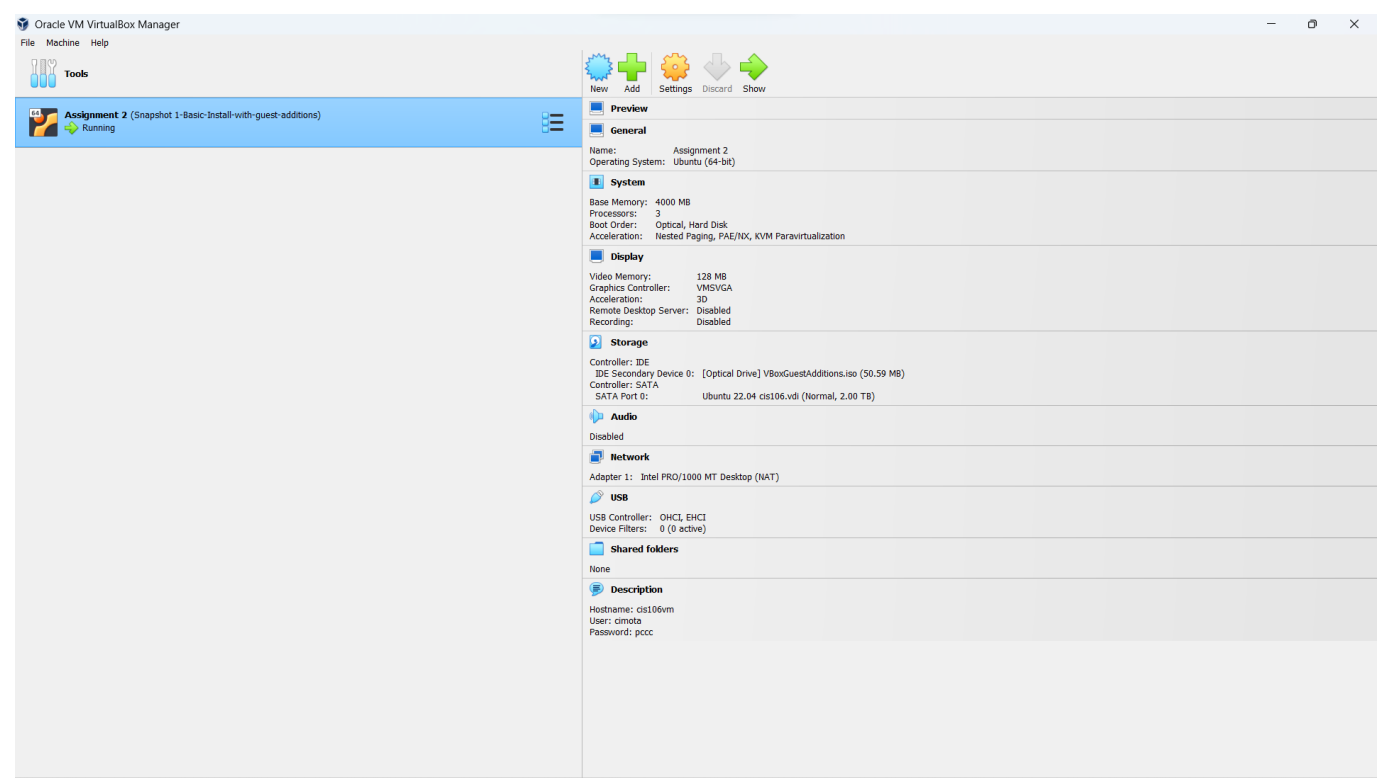 Oracle VM VirtualBox Manager
File Machine Help
Tools
64
Assignment 2 (Snapshot 1-Basic-Install-with-guest-additions)
Running
New Add Settings Discard Show
Preview
General
Name: Assignment 2
Operating System: Ubuntu (64-bit)
System
Base Memory: 4000 MB
Processors: 3
Boot Order: Optical, Hard Disk
Acceleration: Nested Paging, PAE/NX, KVM Paravirtualization
Display
Video Memory: 128 MB
Graphics Controller: VMSVGA
Acceleration: 3D
Remote Desktop Server: Disabled
Recording: Disabled
Storage
Controller: IDE
IDE Secondary Device 0: [Optical Drive] VBoxGuestAdditions.iso (50.59 MB)
Controller: SATA
SATA Port 0: Ubuntu 22.04 cis106.vdi (Normal, 2.00 TB)
Audio
Disabled
Network
Adapter 1: Intel PRO/1000 MT Desktop (NAT)
USB
USB Controller: OHCI, EHCI
Device Filters: 0 (0 active)
Shared folders
None
Description
Hostname: cis106vm
User: cimota
Password: pccc